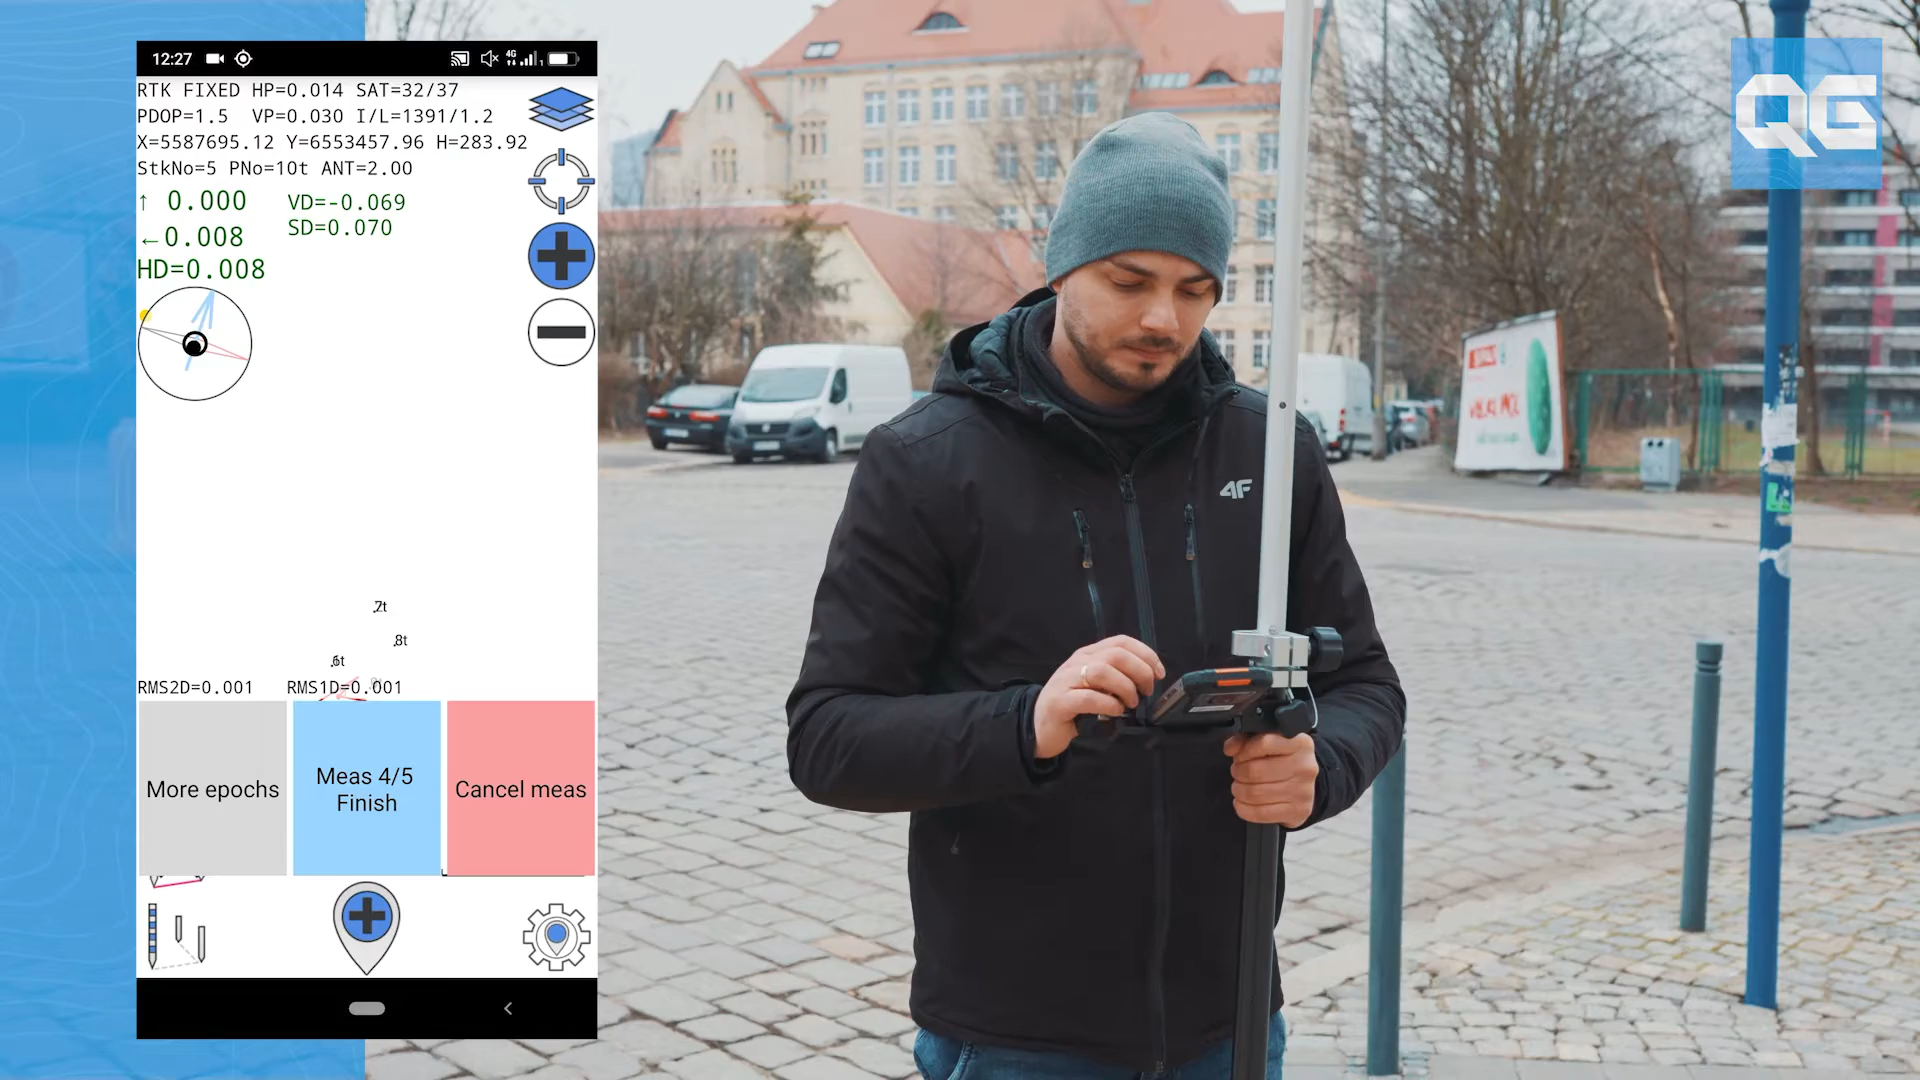 12:27
4G
RTK FIXED HP=0.014 SAT=32/37
PDOP=1.5 VP=0.030 I/L=1391/1.2
X=5587695.12 Y=6553457.96 H=283.92
StkNo=5 PNo=10t ANT=2.00
↑ 0.000
VD=-0.069
←0.008
SD=0.070
HD=0.008
7t
8t
6t
RMS2D=0.001 RMS1D=0.001
More epochs
Meas 4/5
Finish
Cancel meas
4F
QG